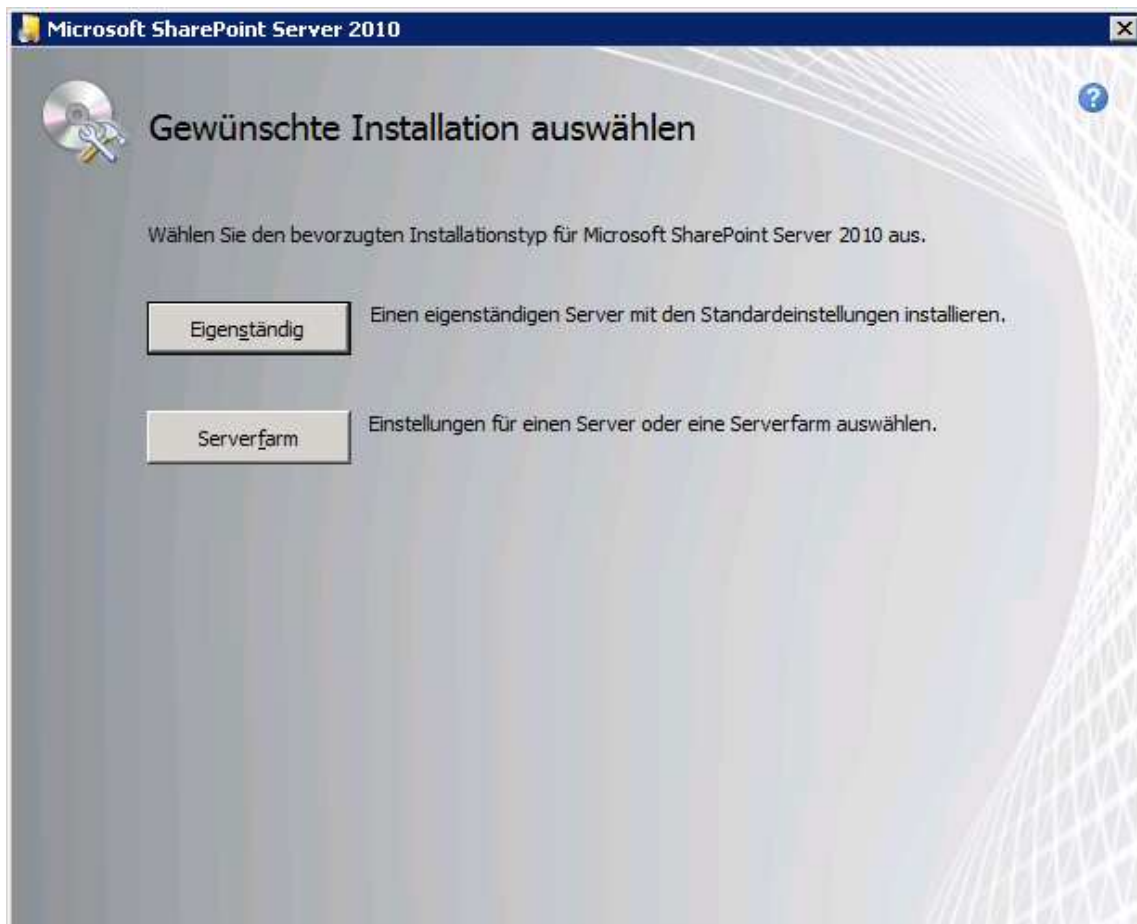 Microsoft SharePoint Server 2010
Gewünschte Installation auswählen
Wählen Sie den bevorzugten Installationstyp für Microsoft SharePoint Server 2010 aus.
Eigenständig
Einen eigenständigen Server mit den Standardeinstellungen installieren.
Serverfarm
Einstellungen für einen Server oder eine Serverfarm auswählen.